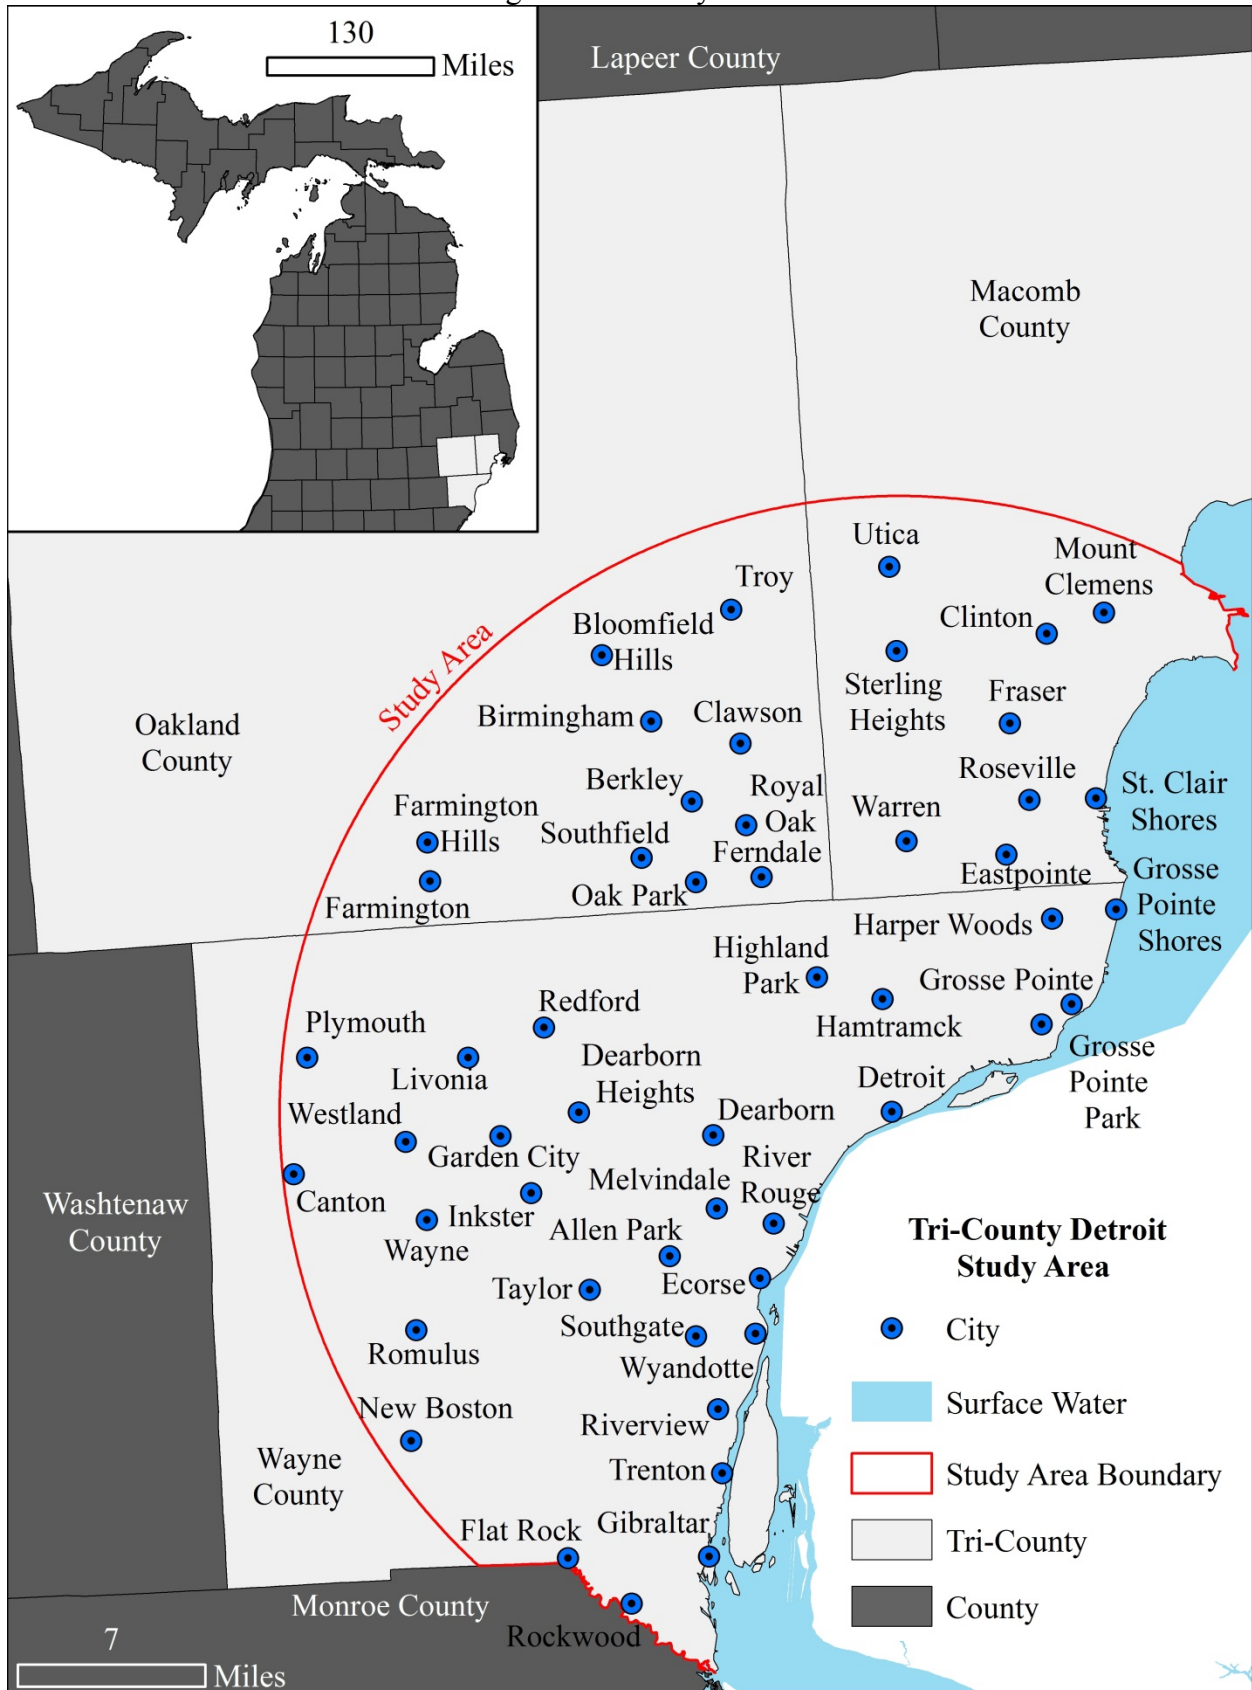 130
Miles
Lapeer County
Macomb
County
Utica
Mount
Clemens
Troy
Clinton
Bloomfield
Hills
Study Area
Sterling
Heights
Fraser
Birmingham
Clawson
Oakland
County
Berkley
Royal
Oak
Roseville
St. Clair
Shores
Farmington
Hills
Southfield
Warren
Ferndale
Eastpointe
Oak Park
Farmington
Grosse
Pointe
Shores
Harper Woods
Highland
Park
Grosse Pointe
Redford
Hamtramck
Plymouth
Livonia
Dearborn
Heights
Grosse
Pointe
Park
Detroit
Westland
Dearborn
Garden City
River
Rouge
Melvindale
Canton
Washtenaw
County
Inkster
Wayne
Allen Park
Tri-County Detroit
Study Area
Taylor
Ecorse
City
Southgate
Romulus
Wyandotte
New Boston
Riverview
Surface Water
Wayne
County
Trenton
Study Area Boundary
Flat Rock
Gibraltar
Tri-County
Monroe County
County
Rockwood
7
Miles